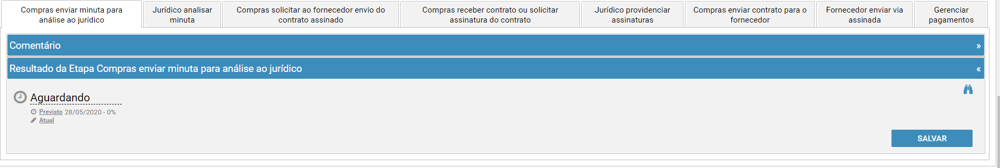 Compras enviar minuta para
análise ao jurídico
Jurídico analisar
minuta
Compras solicitar ao fornecedor envio do
contrato assinado
Compras receber contrato ou solicitar
assinatura do contrato
Jurídico providenciar
assinaturas
Compras enviar contrato para o
fornecedor
Fornecedor enviar via
assinada
Gerenciar
pagamentos
Comentário »
Resultado da Etapa Compras enviar minuta para análise ao jurídico «
Aguardando
Previsto 28/05/2020 - 0%
Atual
SALVAR